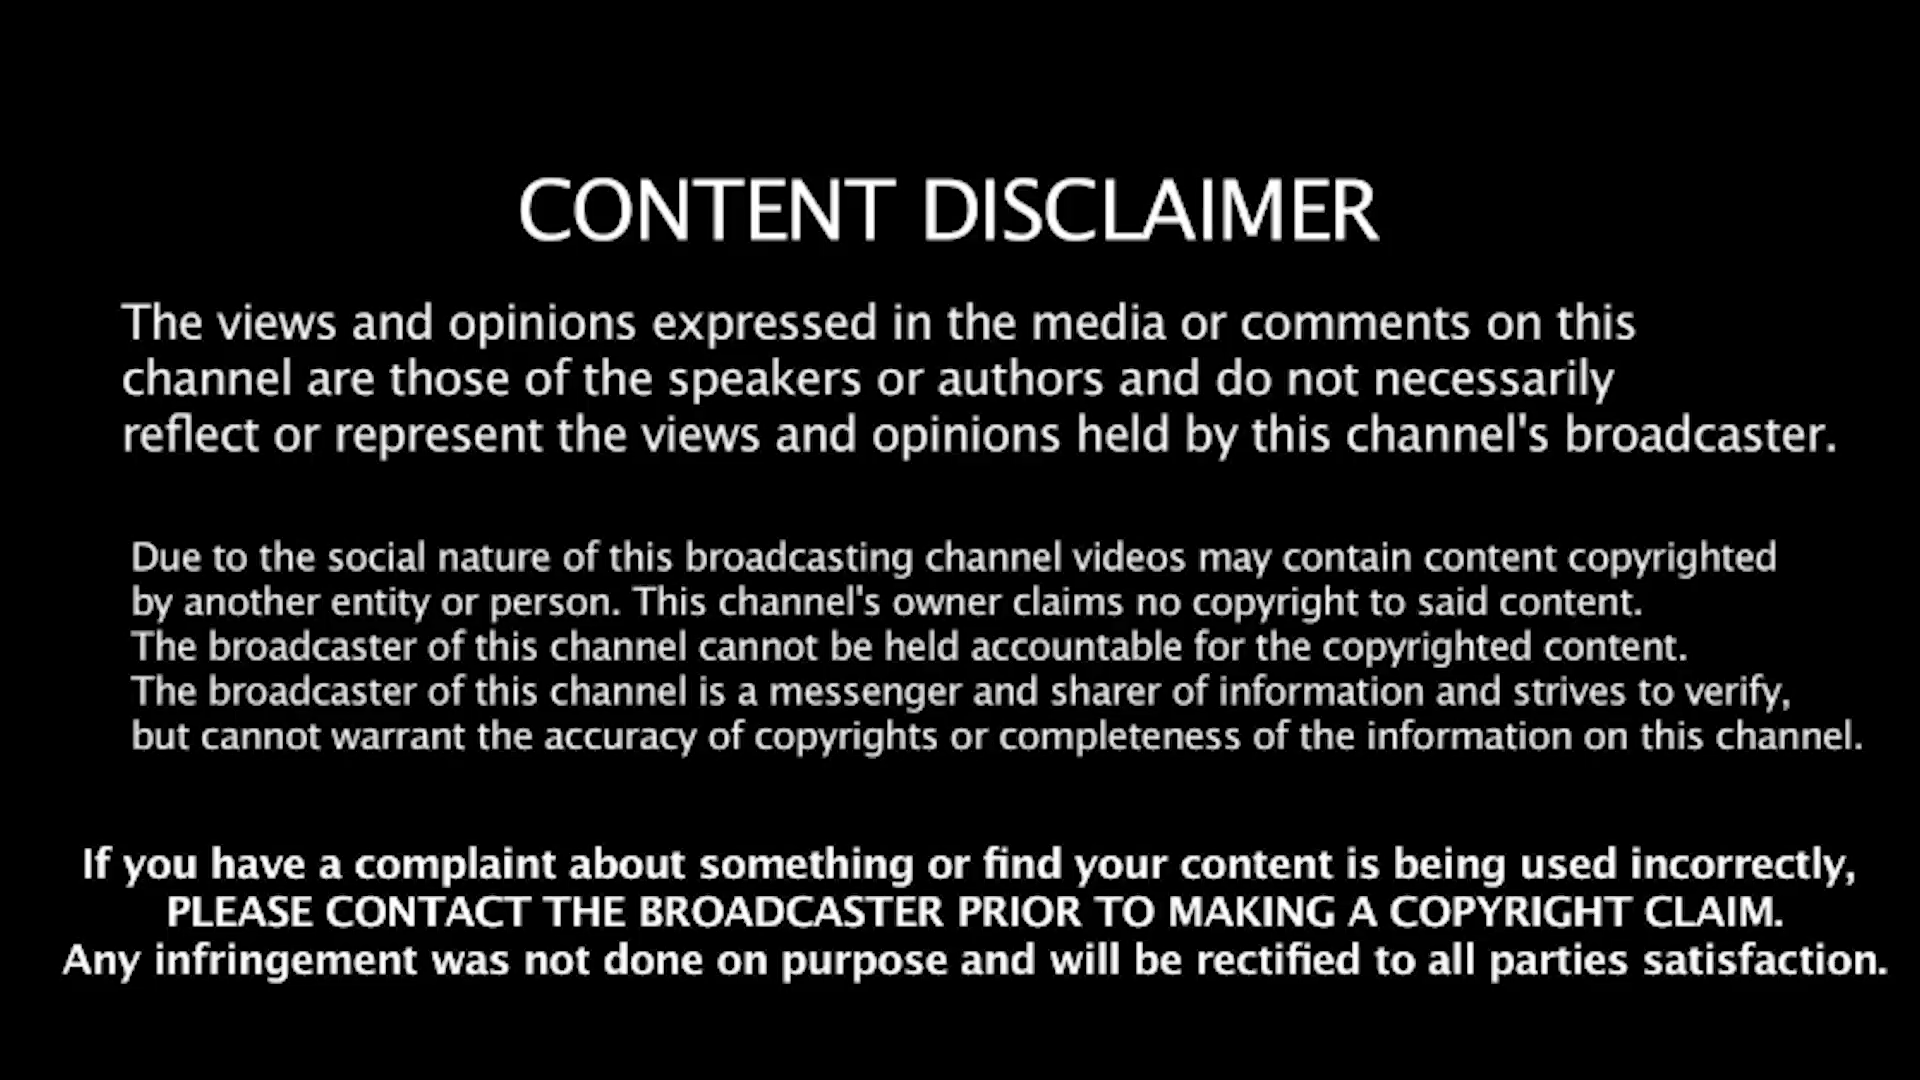 CONTENT DISCLAIMER
The views and opinions expressed in the media or comments on this
channel are those of the speakers or authors and do not necessarily
reflect or represent the views and opinions held by this channel's broadcaster.
Due to the social nature of this broadcasting channel videos may contain content copyrighted
by another entity or person. This channel's owner claims no copyright to said content.
The broadcaster of this channel cannot be held accountable for the copyrighted content.
The broadcaster of this channel is a messenger and sharer of information and strives to verify,
but cannot warrant the accuracy of copyrights or completeness of the information on this channel.
If you have a complaint about something or find your content is being used incorrectly,
PLEASE CONTACT THE BROADCASTER PRIOR TO MAKING A COPYRIGHT CLAIM.
Any infringement was not done on purpose and will be rectified to all parties satisfaction.